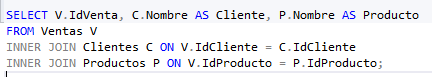 SELECT V.IdVenta, C.Nombre AS Cliente, P.Nombre AS Producto
FROM Ventas V
INNER JOIN Clientes C ON V.IdCliente = C.IdCliente
INNER JOIN Productos P ON V.IdProducto = P.IdProducto;